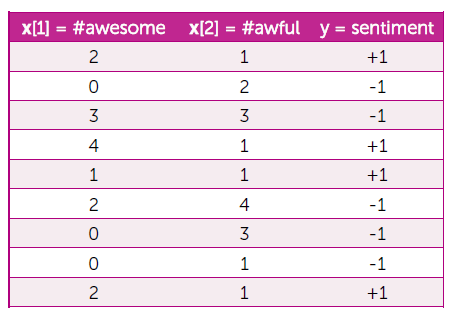 x[1] = #awesome x[2] = #awful y = sentiment
2 1 +1
0 2 -1
3 3 -1
4 1 +1
1 1 +1
2 4 -1
0 3 -1
0 1 -1
2 1 +1